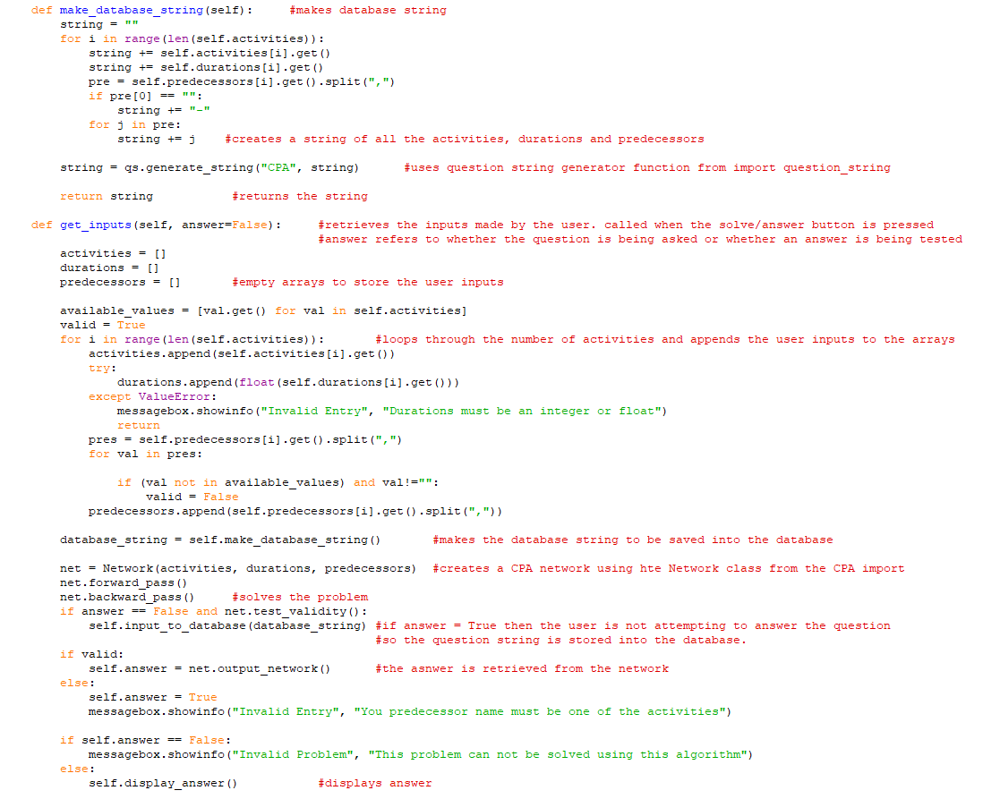 def make_database_string(self):     #makes database string
    string = ""
    for i in range(len(self.activities)):
        string += self.activities[i].get()
        string += self.durations[i].get()
        pre = self.predecessors[i].get().split(",")
        if pre[0] == "":
            string += "-"
        for j in pre:
            string += j    #creates a string of all the activities, durations and predecessors

    string = qs.generate_string("CPA", string)      #uses question string generator function from import question_string

    return string           #returns the string

def get_inputs(self, answer=False):     #retrieves the inputs made by the user. called when the solve/answer button is pressed
                                        #answer refers to whether the question is being asked or whether an answer is being tested
    activities = []
    durations = []
    predecessors = []       #empty arrays to store the user inputs

    available_values = [val.get() for val in self.activities]
    valid = True
    for i in range(len(self.activities)):       #loops through the number of activities and appends the user inputs to the arrays
        activities.append(self.activities[i].get())
        try:
            durations.append(float(self.durations[i].get()))
        except ValueError:
            messagebox.showinfo("Invalid Entry", "Durations must be an integer or float")
            return
        pres = self.predecessors[i].get().split(",")
        for val in pres:

            if (val not in available_values) and val!="":
                valid = False
        predecessors.append(self.predecessors[i].get().split(","))

    database_string = self.make_database_string()       #makes the database string to be saved into the database

    net = Network(activities, durations, predecessors)  #creates a CPA network using hte Network class from the CPA import
    net.forward_pass()
    net.backward_pass()     #solves the problem
    if answer == False and net.test_validity():
        self.input_to_database(database_string) #if answer = True then the user is not attempting to answer the question
                                                #so the question string is stored into the database.
    if valid:
        self.answer = net.output_network()      #the asnwer is retrieved from the network
    else:
        self.answer = True
        messagebox.showinfo("Invalid Entry", "You predecessor name must be one of the activities")

    if self.answer == False:
        messagebox.showinfo("Invalid Problem", "This problem can not be solved using this algorithm")
    else:
        self.display_answer()           #displays answer